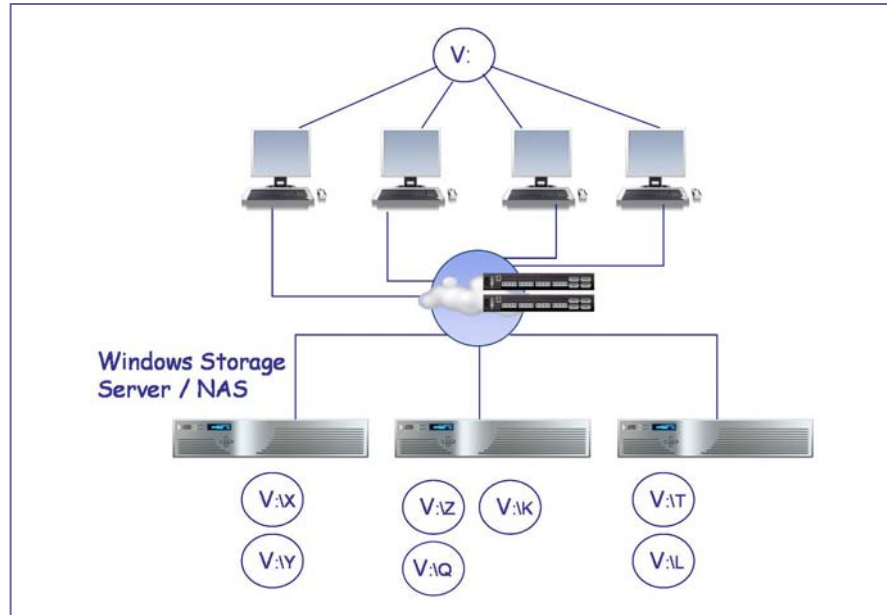 V:
Windows Storage
Server / NAS
V:\X
V:\Z
V:\K
V:\T
V:\Y
V:\Q
V:\L